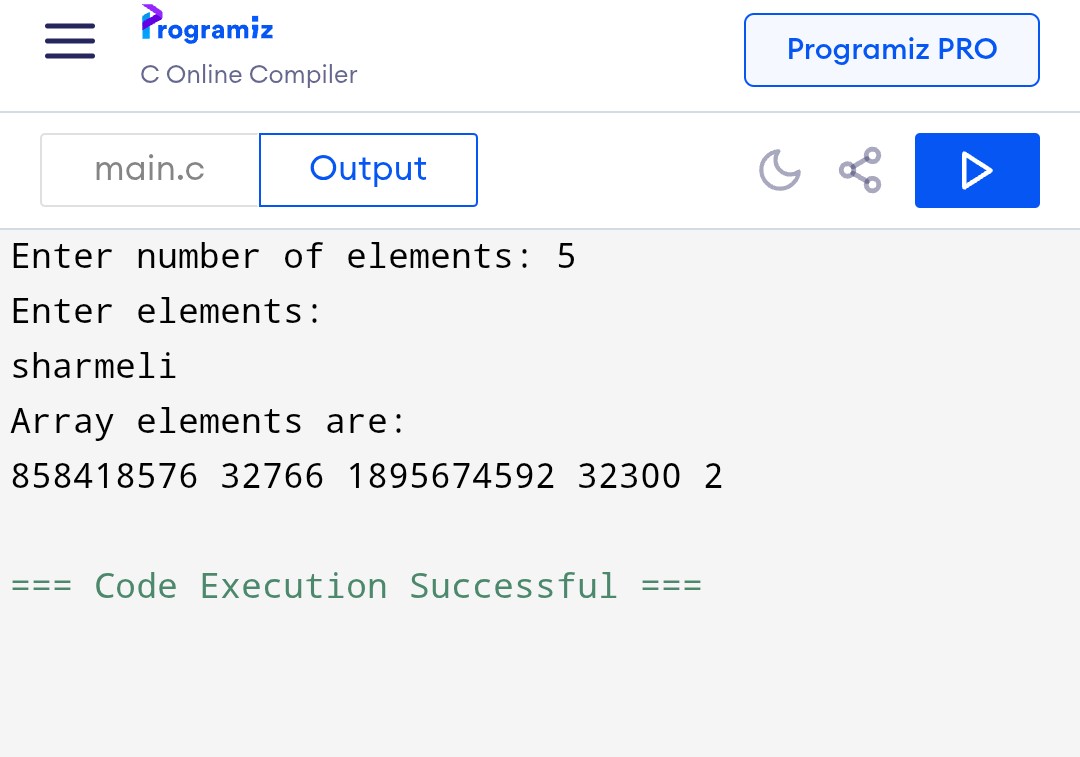 Programiz
C Online Compiler
Programiz PRO
main.c
Output
Enter number of elements: 5
Enter elements:
sharmeli
Array elements are:
858418576 32766 1895674592 32300 2
=== Code Execution Successful ===